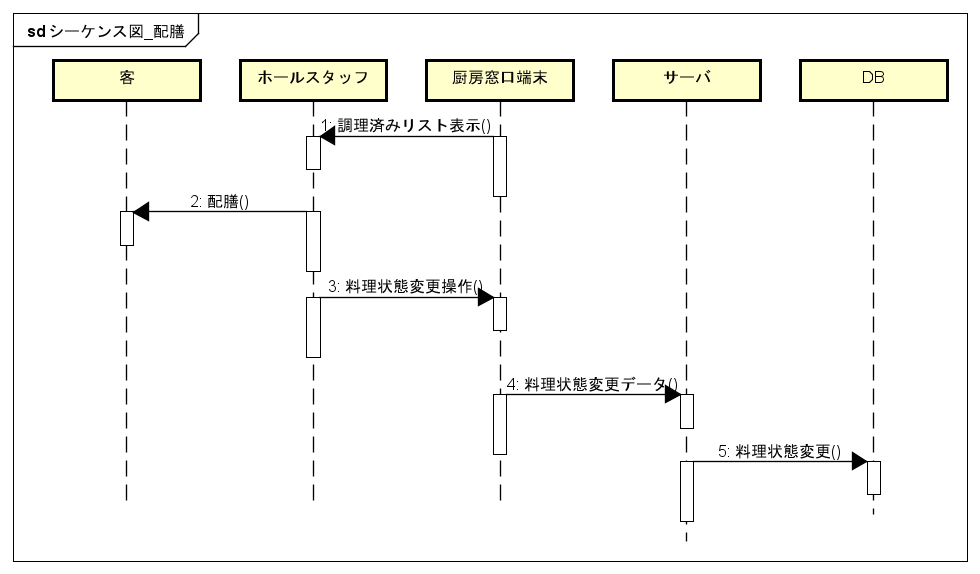 sd シーケンス図_配膳
客
ホールスタッフ
厨房窓口端末
サーバ
DB
1: 調理済みリスト表示()
2: 配膳()
3: 料理状態変更操作()
4: 料理状態変更データ()
5: 料理状態変更()